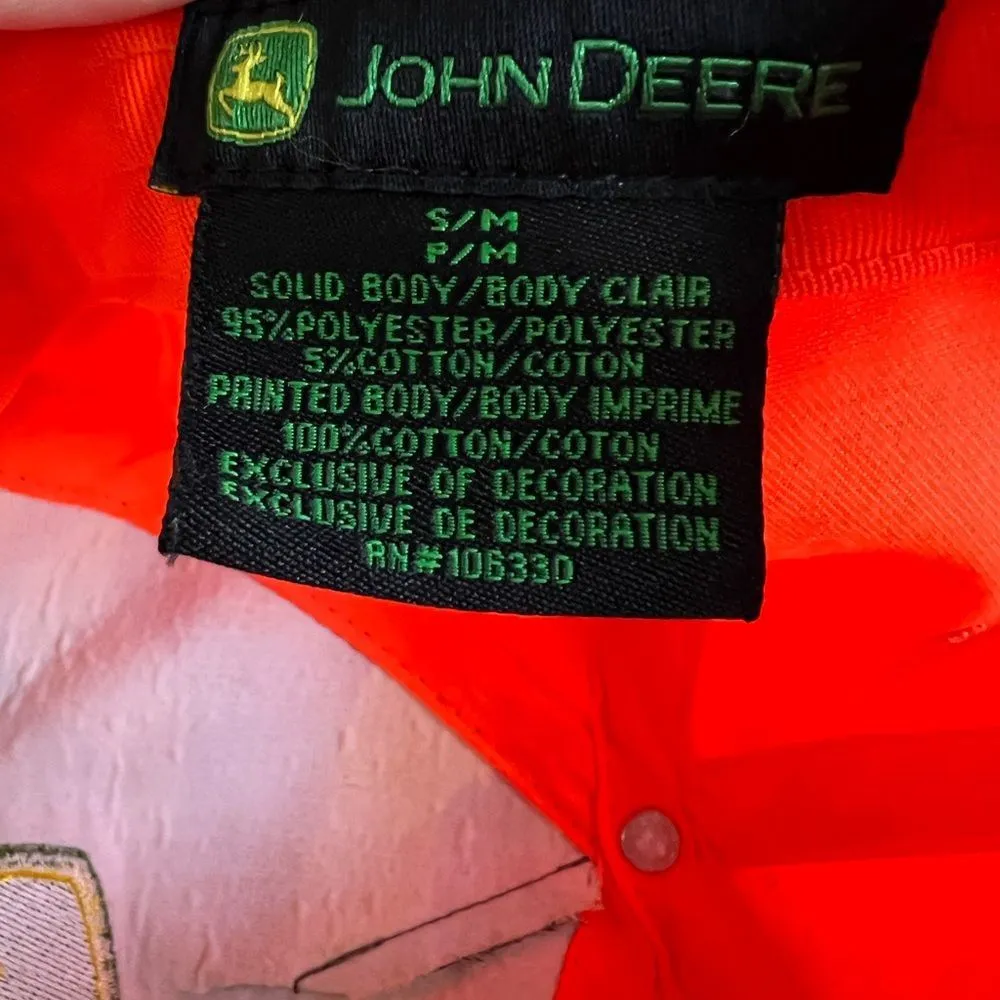 JOHN DEERE
S/M
P/M
SOLID BODY/BODY CLAIR
95%POLYESTER/POLYESTER
5%COTTON/COTON
PRINTED BODY/BODY IMPRIME
100%COTTON/COTON
EXCLUSIVE OF DECORATION
EXCLUSIVE DE DECORATION
RN#106330